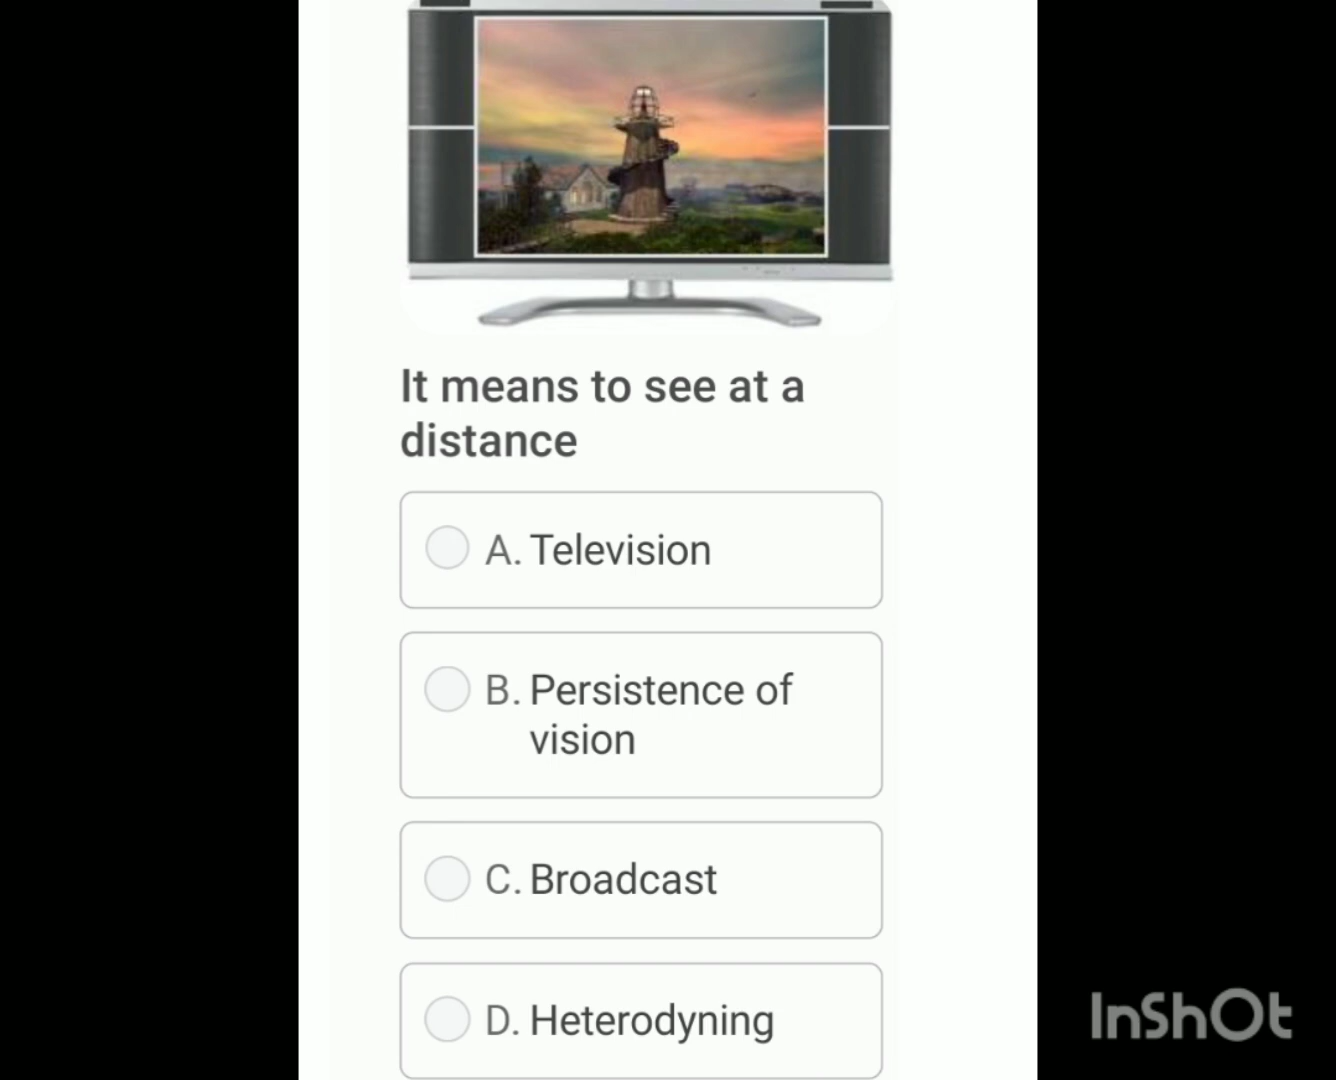 It means to see at a
distance
A. Television
B. Persistence of
vision
C. Broadcast
D. Heterodyning
InShOt